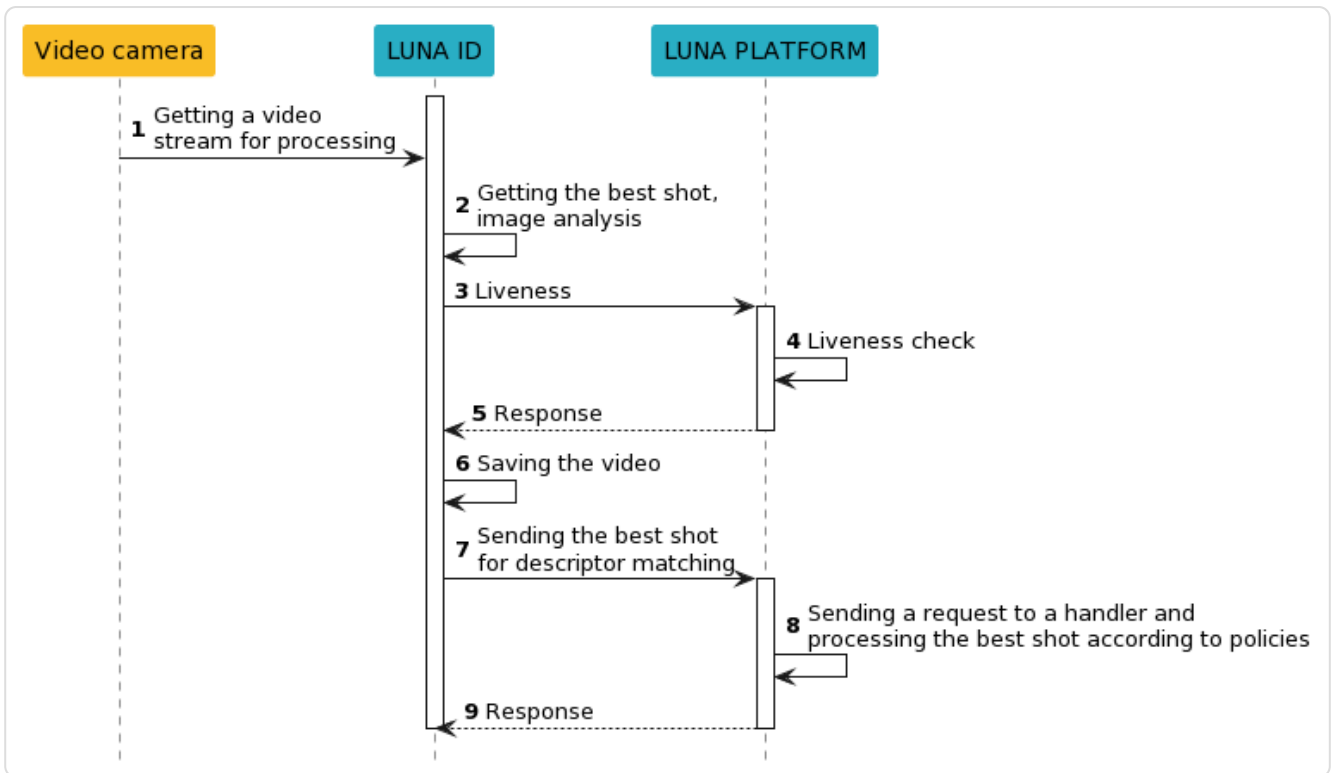 Video camera
LUNA ID
LUNA PLATFORM
1 Getting a video
stream for processing
2 Getting the best shot,
image analysis
3 Liveness
4 Liveness check
5 Response
6 Saving the video
7 Sending the best shot
for descriptor matching
8 Sending a request to a handler and
processing the best shot according to policies
9 Response